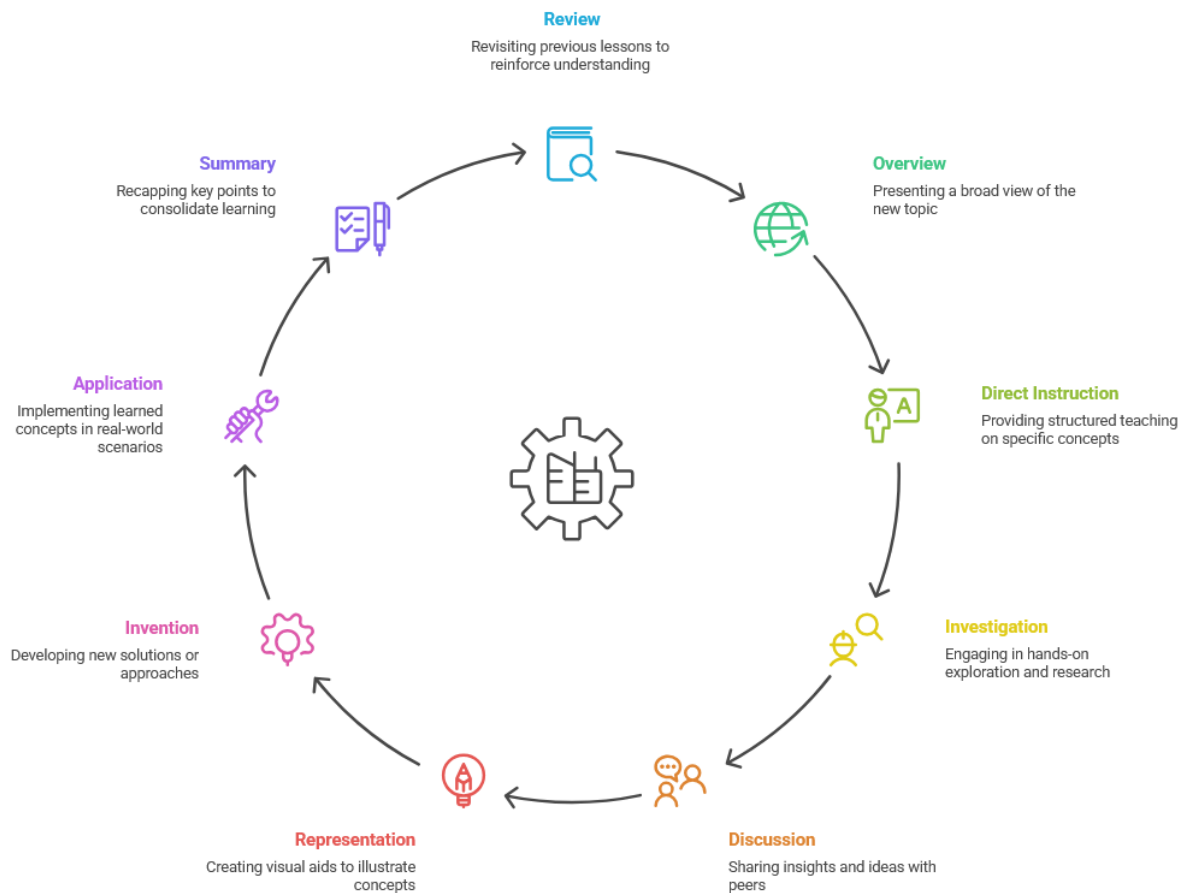 Review
Revisiting previous lessons to
reinforce understanding
Overview
Presenting a broad view of the
new topic
Direct Instruction
Providing structured teaching
on specific concepts
A
Investigation
Engaging in hands-on
exploration and research
Discussion
Sharing insights and ideas with
peers
Representation
Creating visual aids to illustrate
concepts
Invention
Developing new solutions or
approaches
Application
Implementing learned
concepts in real-world
scenarios
Summary
Recapping key points to
consolidate learning